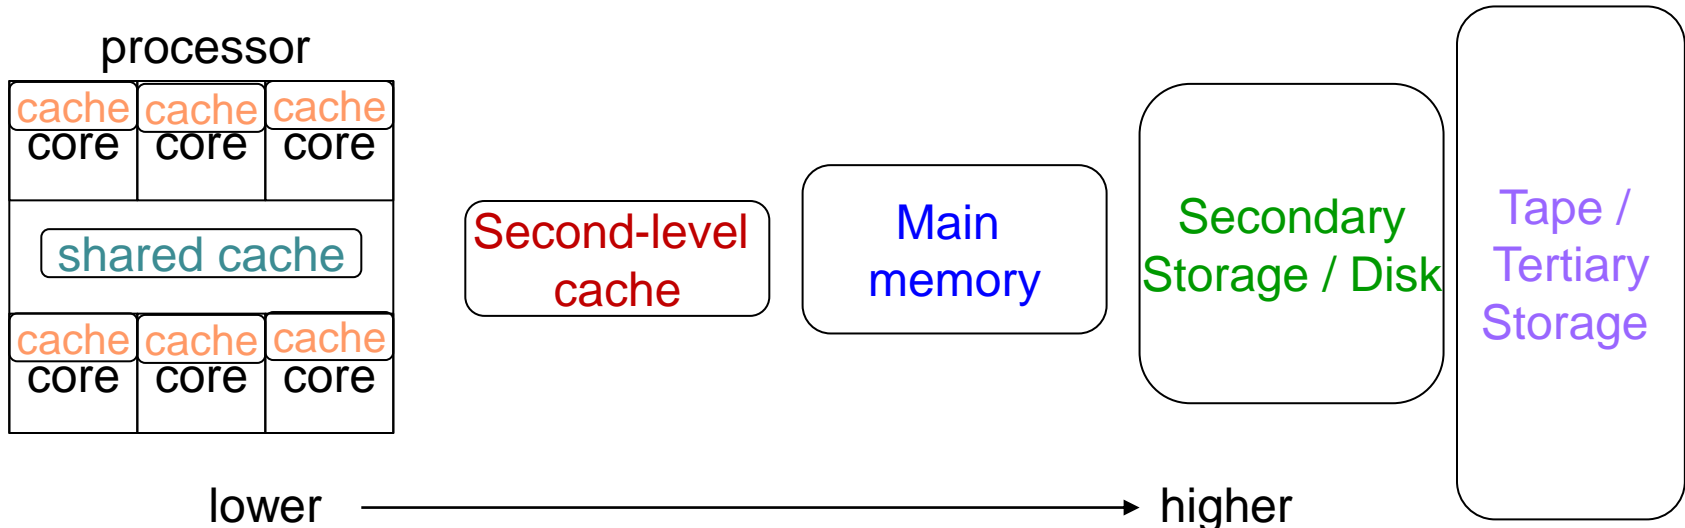 processor
cache cache cache
core core core
shared cache
cache cache cache
core core core
Second-level
cache
Main
memory
Secondary
Storage / Disk
Tape /
Tertiary
Storage
lower higher